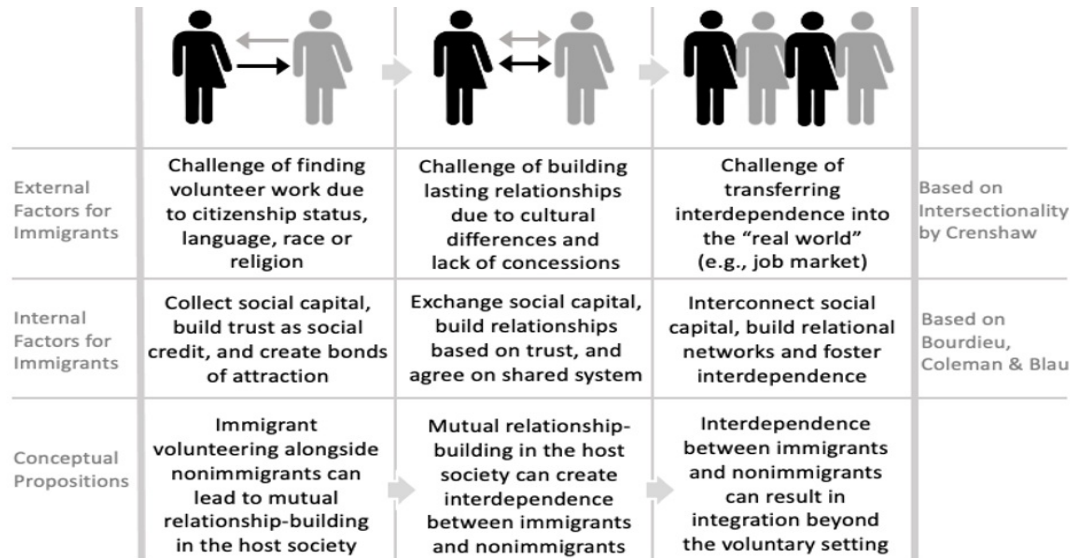 External
Factors for
Immigrants
Challenge of finding
volunteer work due
to citizenship status,
language, race or
religion
Challenge of building
lasting relationships
due to cultural
differences and
lack of concessions
Challenge of
transferring
interdependence into
the “real world”
(e.g., job market)
Based on
Intersectionality
by Crenshaw
Internal
Factors for
Immigrants
Collect social capital,
build trust as social
credit, and create bonds
of attraction
Exchange social capital,
build relationships
based on trust, and
agree on shared system
Interconnect social
capital, build relational
networks and foster
interdependence
Based on
Bourdieu,
Coleman & Blau
Conceptual
Propositions
Immigrant
volunteering alongside
nonimmigrants can
lead to mutual
relationship-building
in the host society
Mutual relationship-
building in the host
society can create
interdependence
between immigrants
and nonimmigrants
Interdependence
between immigrants
and nonimmigrants
can result in
integration beyond
the voluntary setting